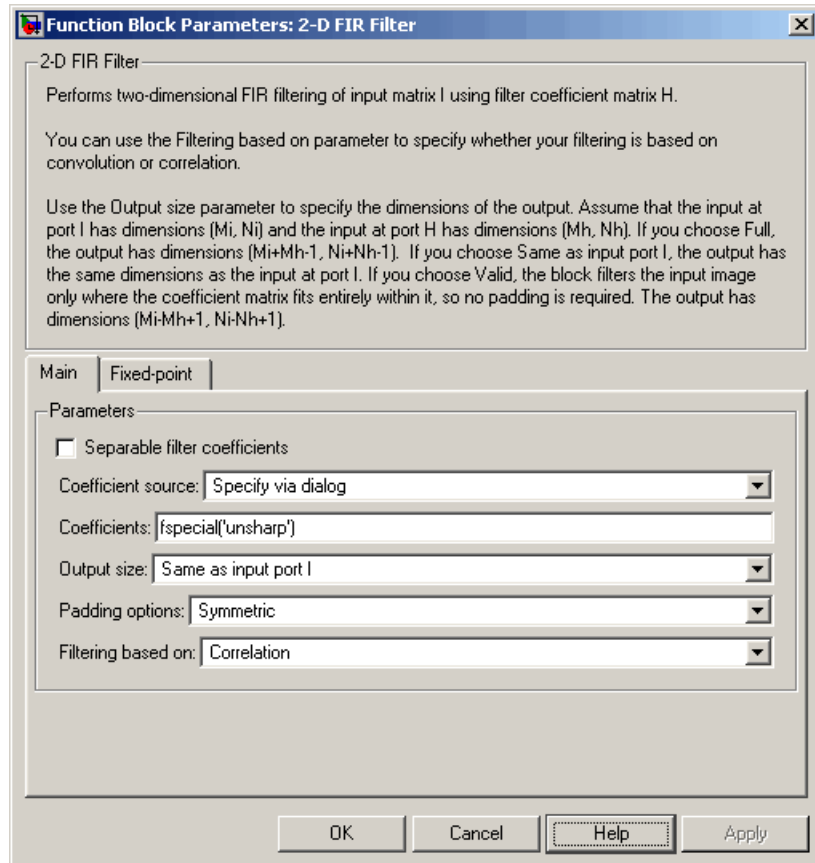 Function Block Parameters: 2-D FIR Filter
2-D FIR Filter
Performs two-dimensional FIR filtering of input matrix I using filter coefficient matrix H.
You can use the Filtering based on parameter to specify whether your filtering is based on
convolution or correlation.
Use the Output size parameter to specify the dimensions of the output. Assume that the input at
port I has dimensions (Mi, Ni) and the input at port H has dimensions (Mh, Nh). If you choose Full,
the output has dimensions (Mi+Mh-1, Ni+Nh-1). If you choose Same as input port I, the output has
the same dimensions as the input at port I. If you choose Valid, the block filters the input image
only where the coefficient matrix fits entirely within it, so no padding is required. The output has
dimensions (Mi-Mh+1, Ni-Nh+1).
Main Fixed-point
Parameters
Separable filter coefficients
Coefficient source: Specify via dialog
Coefficients: fspecial('unsharp')
Output size: Same as input port I
Padding options: Symmetric
Filtering based on: Correlation
OK Cancel Help Apply